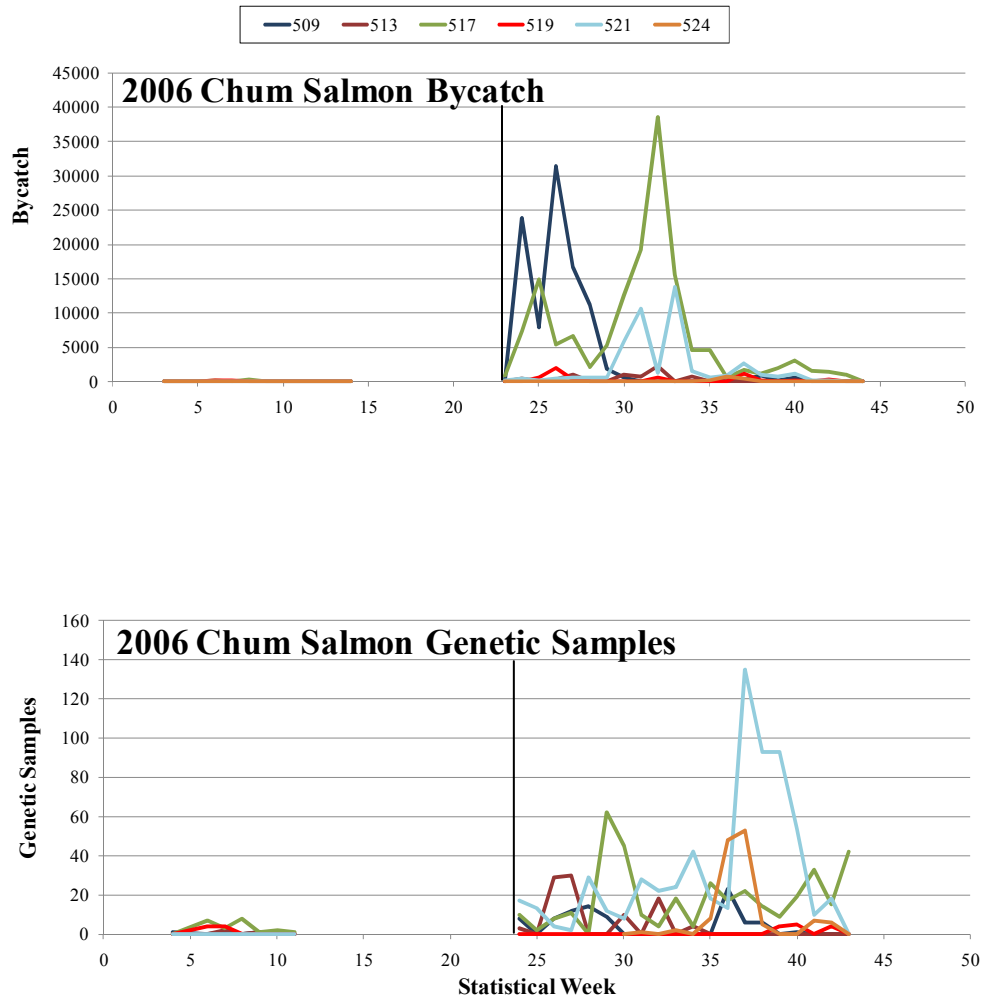 509 513 517 519 521 524
2006 Chum Salmon Bycatch
Bycatch
45000
40000
35000
30000
25000
20000
15000
10000
5000
0
0 5 10 15 20 25 30 35 40 45 50
2006 Chum Salmon Genetic Samples
Genetic Samples
160
140
120
100
80
60
40
20
0
0 5 10 15 20 25 30 35 40 45 50
Statistical Week